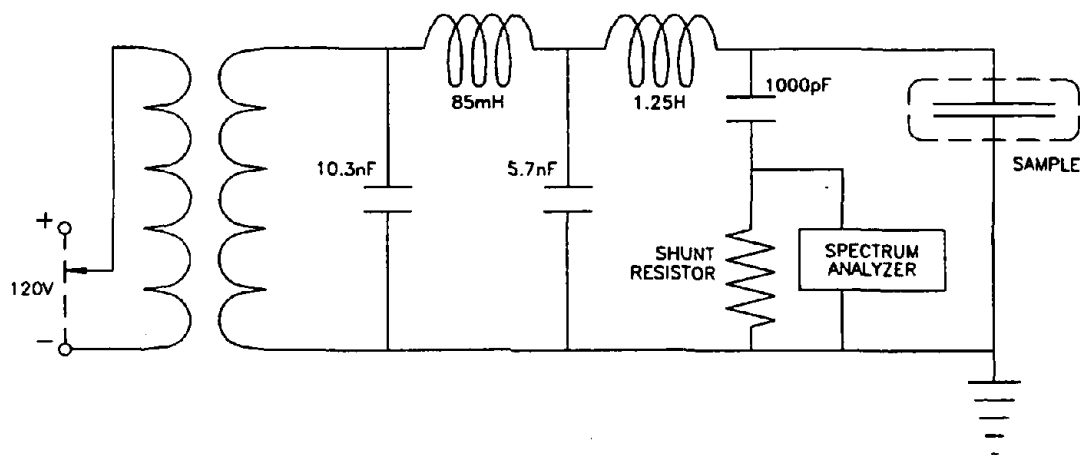 85mH
1.25H
1000pF
10.3nF
5.7nF
SAMPLE
+
120V
-
SHUNT
RESISTOR
SPECTRUM
ANALYZER